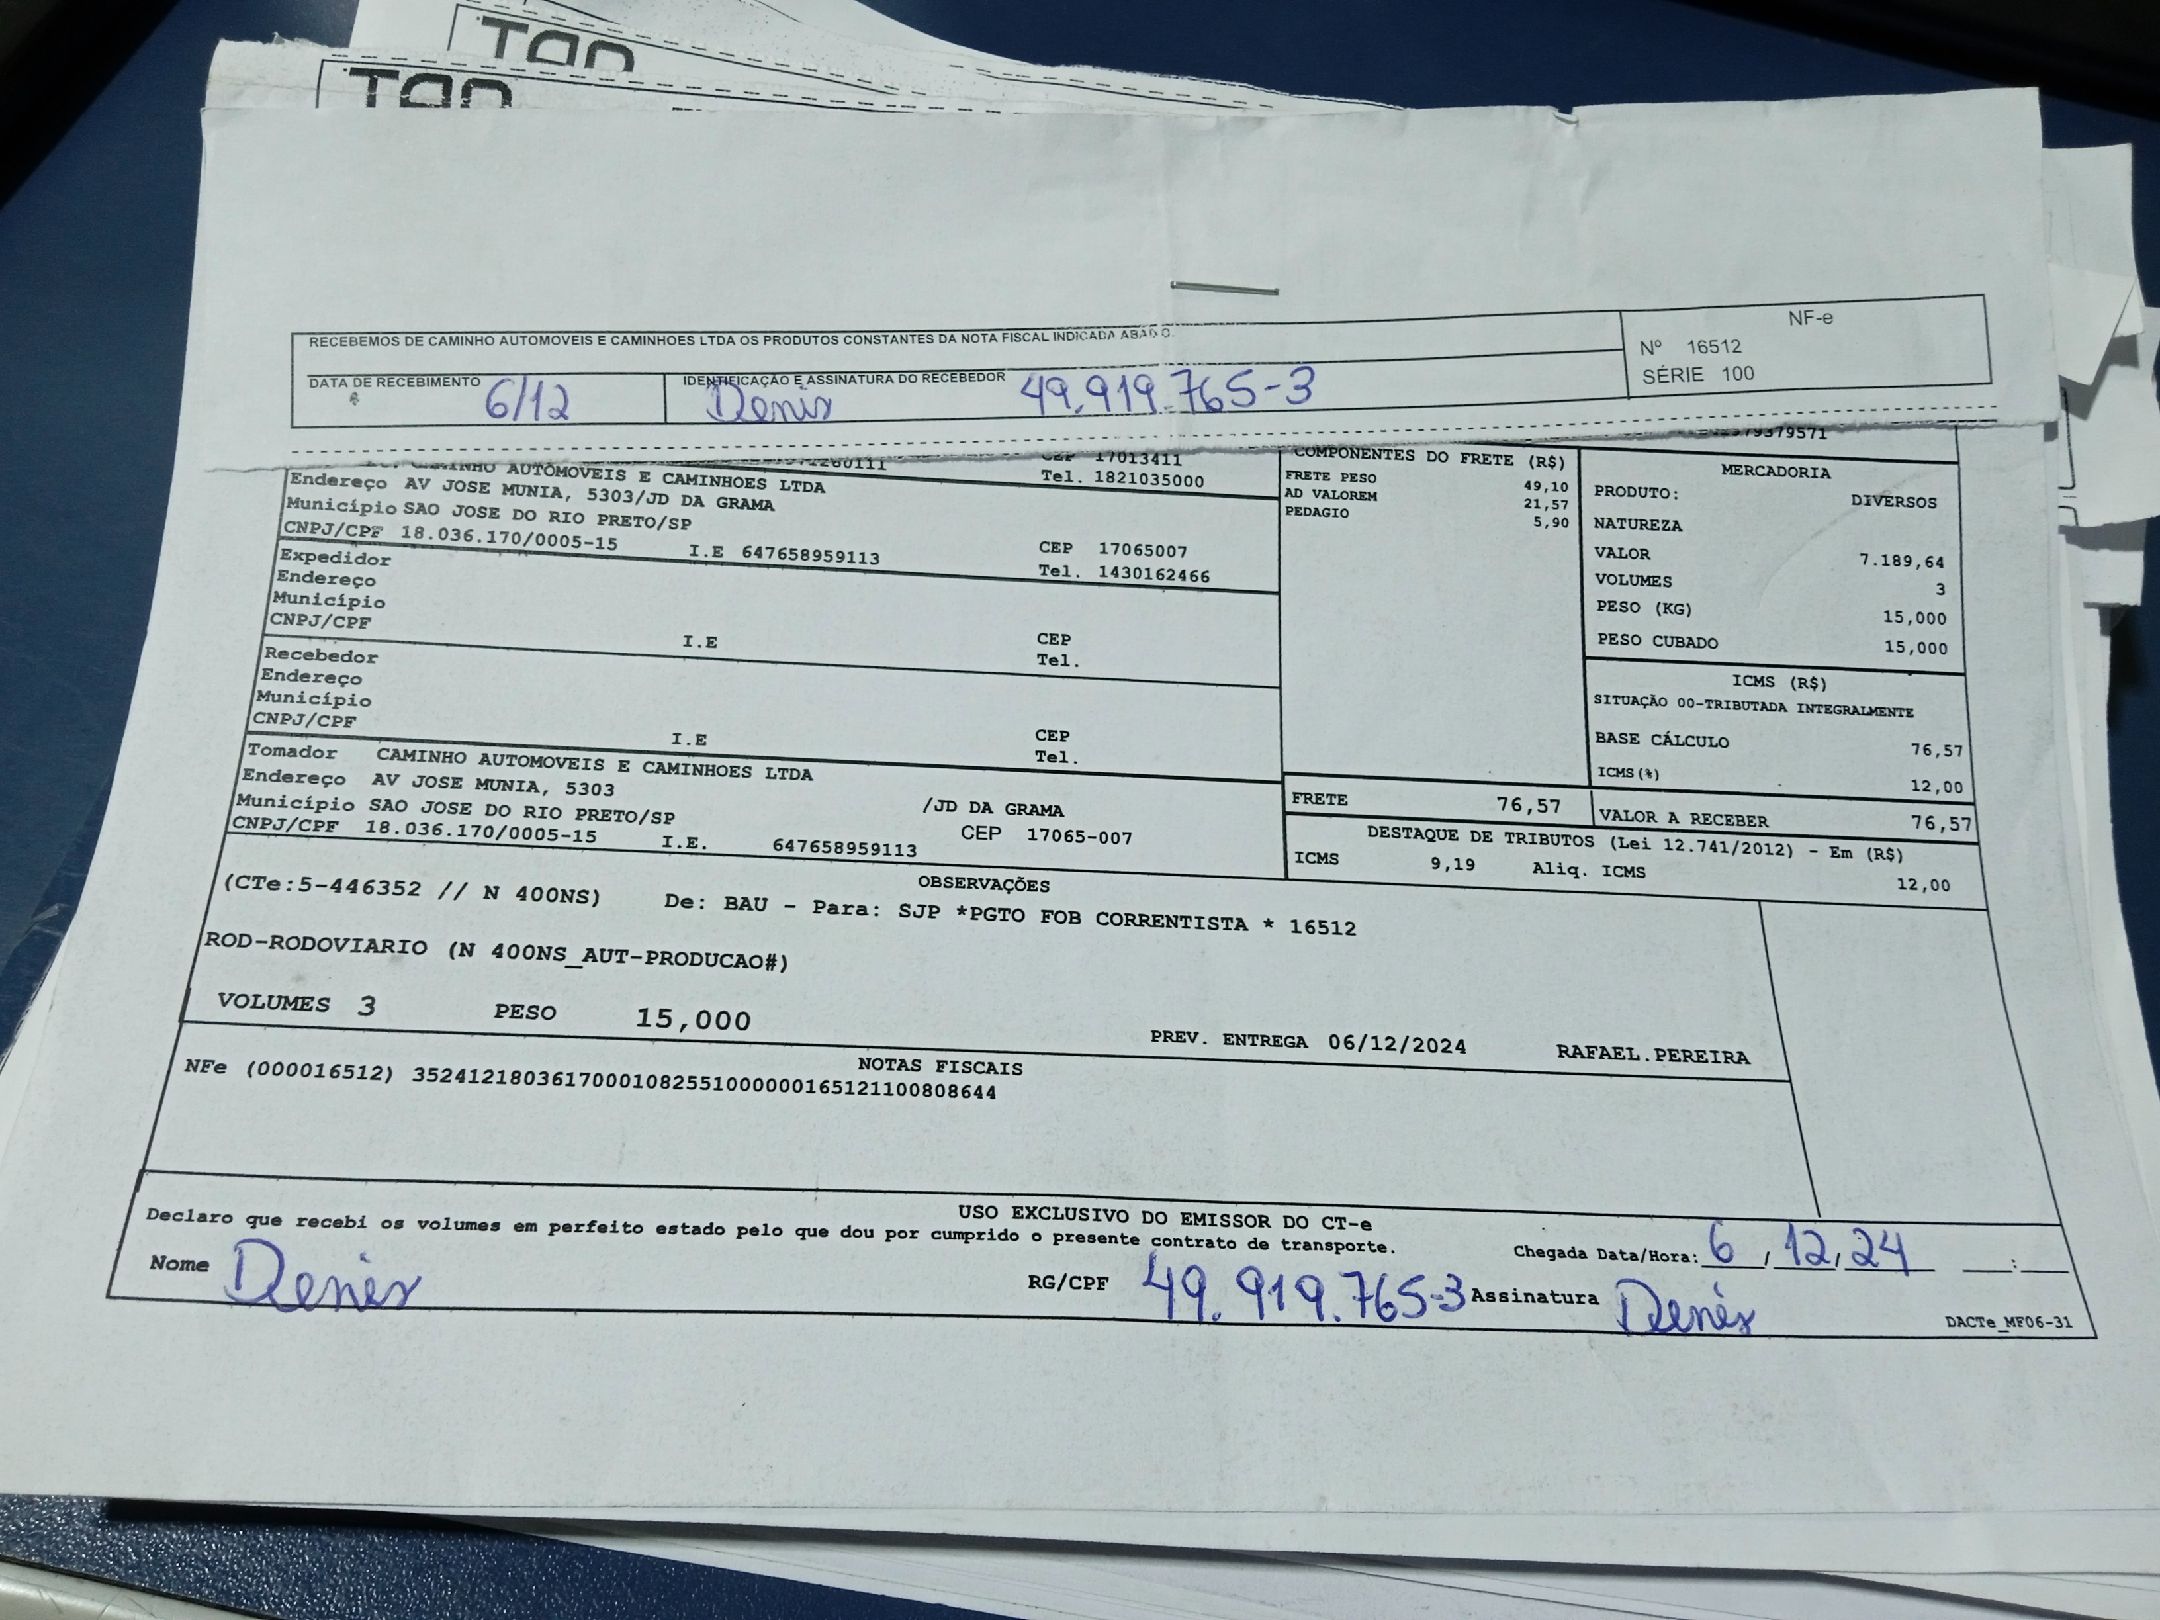 TAD
TAD
RECEBEMOS DE CAMINHO AUTOMOVEIS E CAMINHOES LTDA OS PRODUTOS CONSTANTES DA NOTA FISCAL INDICADA ABAIXO.
NF-e
Nº 16512
SÉRIE 100
DATA DE RECEBIMENTO 6/12
IDENTIFICAÇÃO E ASSINATURA DO RECEBEDOR Denis 49.919.765-3
CEP 17013411
CAMINHO AUTOMOVEIS E CAMINHOES LTDA Tel. 1821035000
Endereço AV JOSE MUNIA, 5303/JD DA GRAMA
Município SAO JOSE DO RIO PRETO/SP CEP 17065007
CNPJ/CPF 18.036.170/0005-15 I.E 647658959113 Tel. 1430162466
Expedidor
Endereço
Município CEP
CNPJ/CPF I.E Tel.
Recebedor
Endereço
Município CEP
CNPJ/CPF I.E Tel.
Tomador CAMINHO AUTOMOVEIS E CAMINHOES LTDA
Endereço AV JOSE MUNIA, 5303 /JD DA GRAMA
Município SAO JOSE DO RIO PRETO/SP CEP 17065-007
CNPJ/CPF 18.036.170/0005-15 I.E. 647658959113
COMPONENTES DO FRETE (R$)
FRETE PESO 49,10
AD VALOREM 21,57
PEDAGIO 5,90
FRETE 76,57
MERCADORIA
PRODUTO: DIVERSOS
NATUREZA
VALOR 7.189,64
VOLUMES 3
PESO (KG) 15,000
PESO CUBADO 15,000
ICMS (R$)
SITUAÇÃO 00-TRIBUTADA INTEGRALMENTE
BASE CÁLCULO 76,57
ICMS(%) 12,00
VALOR A RECEBER 76,57
DESTAQUE DE TRIBUTOS (Lei 12.741/2012) - Em (R$)
ICMS 9,19 Aliq. ICMS 12,00
OBSERVAÇÕES
(CTe:5-446352 // N 400NS) De: BAU - Para: SJP *PGTO FOB CORRENTISTA * 16512
ROD-RODOVIARIO (N 400NS_AUT-PRODUCAO#)
VOLUMES 3 PESO 15,000
PREV. ENTREGA 06/12/2024 RAFAEL.PEREIRA
NOTAS FISCAIS
NFe (000016512) 35241218036170001082551000000165121100808644
USO EXCLUSIVO DO EMISSOR DO CT-e
Declaro que recebi os volumes em perfeito estado pelo que dou por cumprido o presente contrato de transporte.
Chegada Data/Hora: 6 / 12 / 24 __:__
Nome Denis RG/CPF 49.919.765-3 Assinatura Denis
DACTe_MF06-31